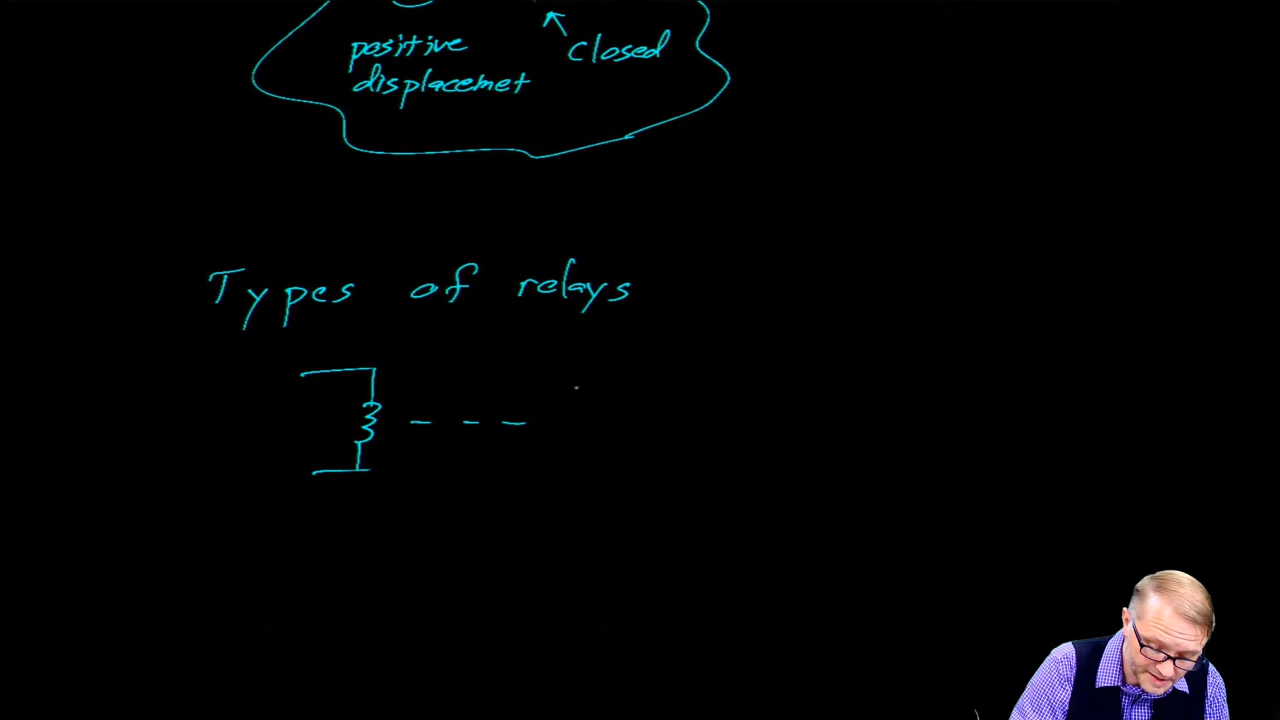 positive
closed
displacemet
Types of relays